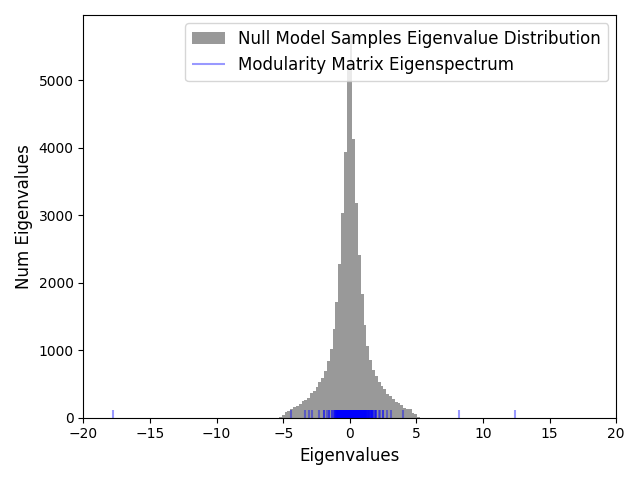 Null Model Samples Eigenvalue Distribution
Modularity Matrix Eigenspectrum
Num Eigenvalues
5000
4000
3000
2000
1000
0
−20 −15 −10 −5 0 5 10 15 20
Eigenvalues